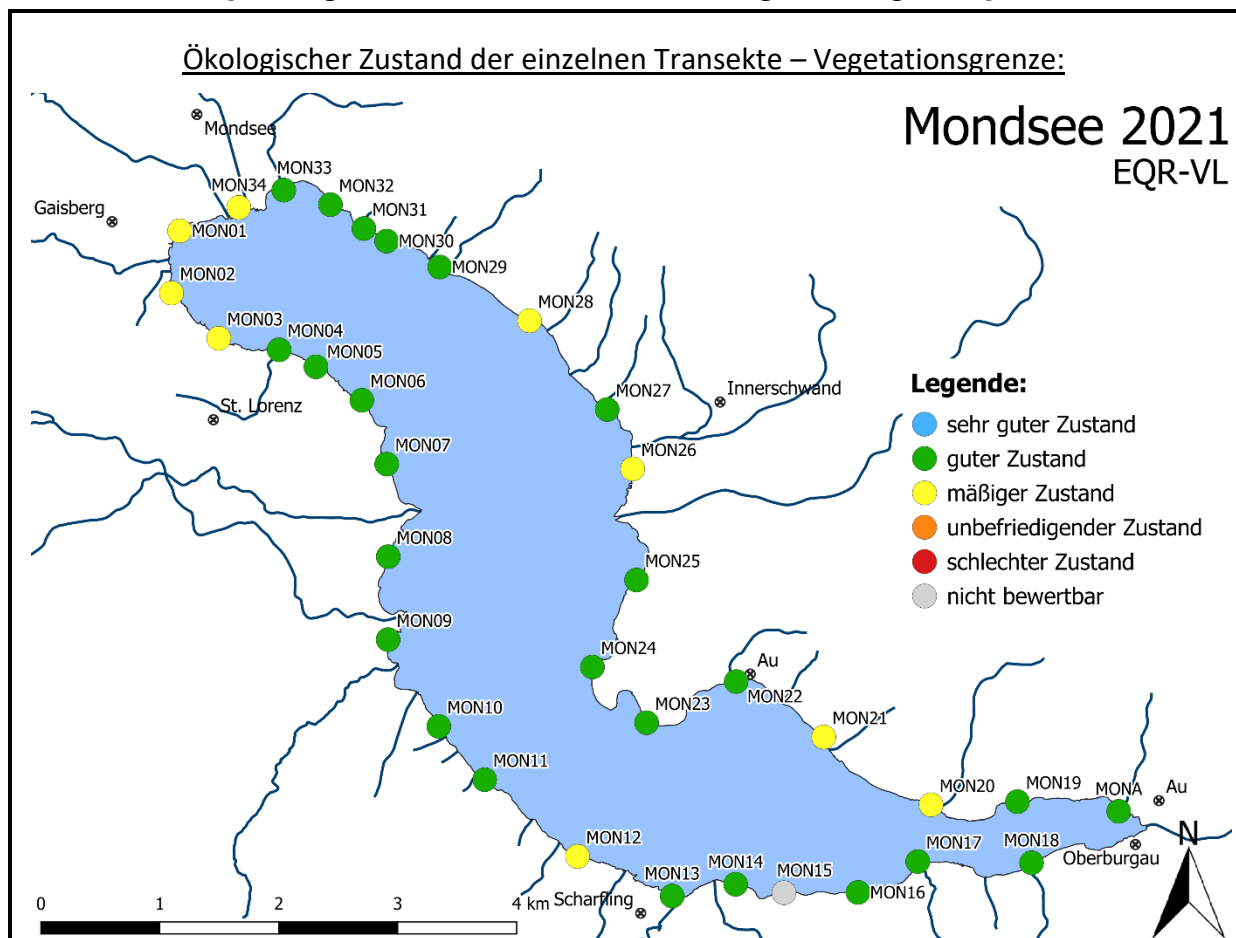 Ökologischer Zustand der einzelnen Transekte – Vegetationsgrenze:
Mondsee 2021
EQR-VL
Mondsee
MON33
MON34
MON32
MON31
Gaisberg
MON01
MON30
MON29
MON02
MON28
MON03
MON04
MON05
MON06
MON27
Innerschwand
St. Lorenz
MON07
MON26
Legende:
sehr guter Zustand
guter Zustand
mäßiger Zustand
unbefriedigender Zustand
schlechter Zustand
nicht bewertbar
MON08
MON25
MON09
MON24
Au
MON22
MON10
MON23
MON21
MON11
MON20
MON19
MONA
Au
MON12
MON17
MON18
Oberburgau
N
MON13
MON14
MON15
MON16
Scharfling
0 1 2 3 4 km